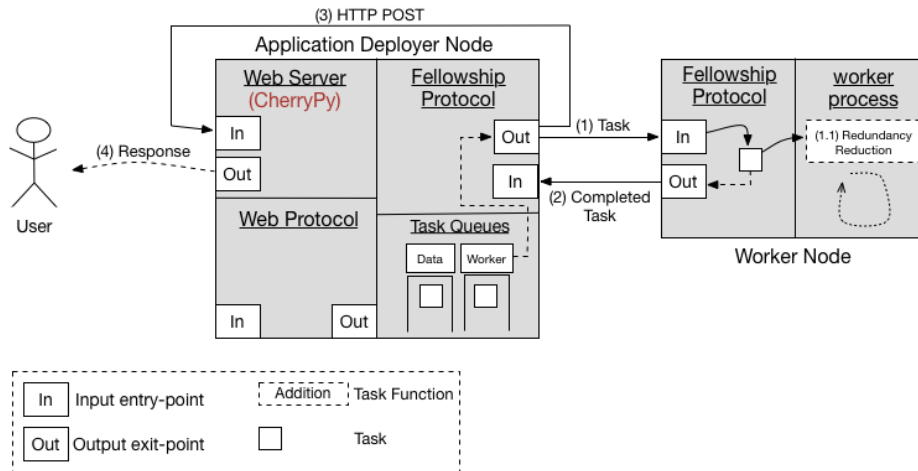 (3) HTTP POST
Application Deployer Node
Web Server
(CherryPy)
Fellowship
Protocol
Fellowship
Protocol
worker
process
In
Out
(1) Task
In
(1.1) Redundancy
Reduction
(4) Response
Out
In
(2) Completed
Task
Out
User
Web Protocol
Task Queues
Data
Worker
Worker Node
In
Out
In
Input entry-point
Addition
Task Function
Out
Output exit-point
Task